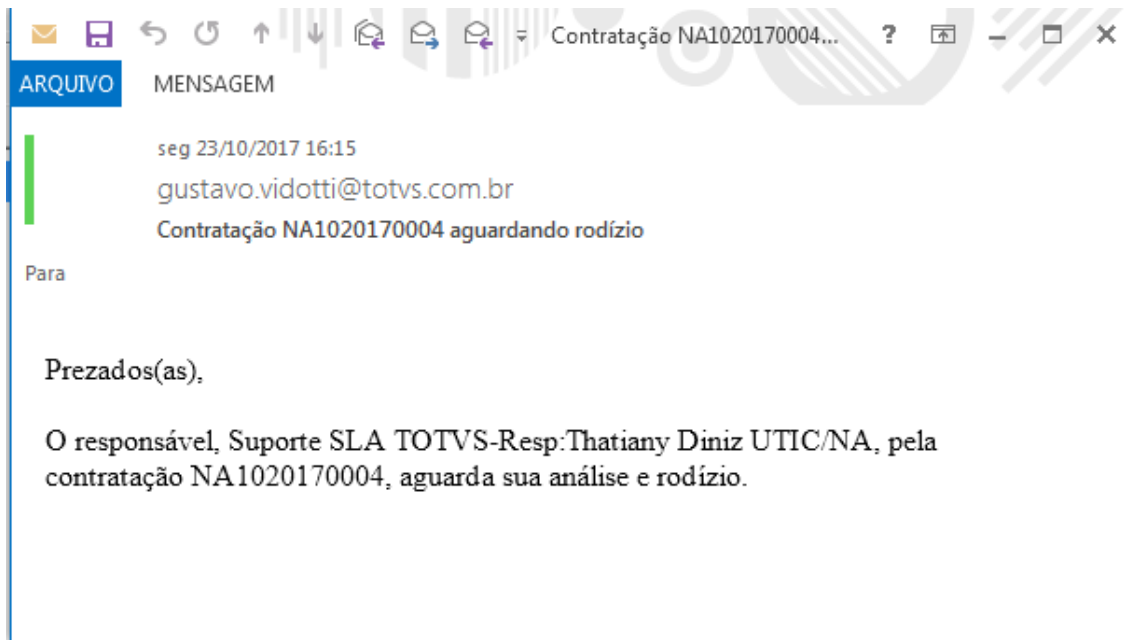 Contratação NA1020170004... ?
ARQUIVO MENSAGEM
seg 23/10/2017 16:15
gustavo.vidotti@totvs.com.br
Contratação NA1020170004 aguardando rodízio
Para
Prezados(as),
O responsável, Suporte SLA TOTVS-Resp:Thatiany Diniz UTIC/NA, pela
contratação NA1020170004, aguarda sua análise e rodízio.